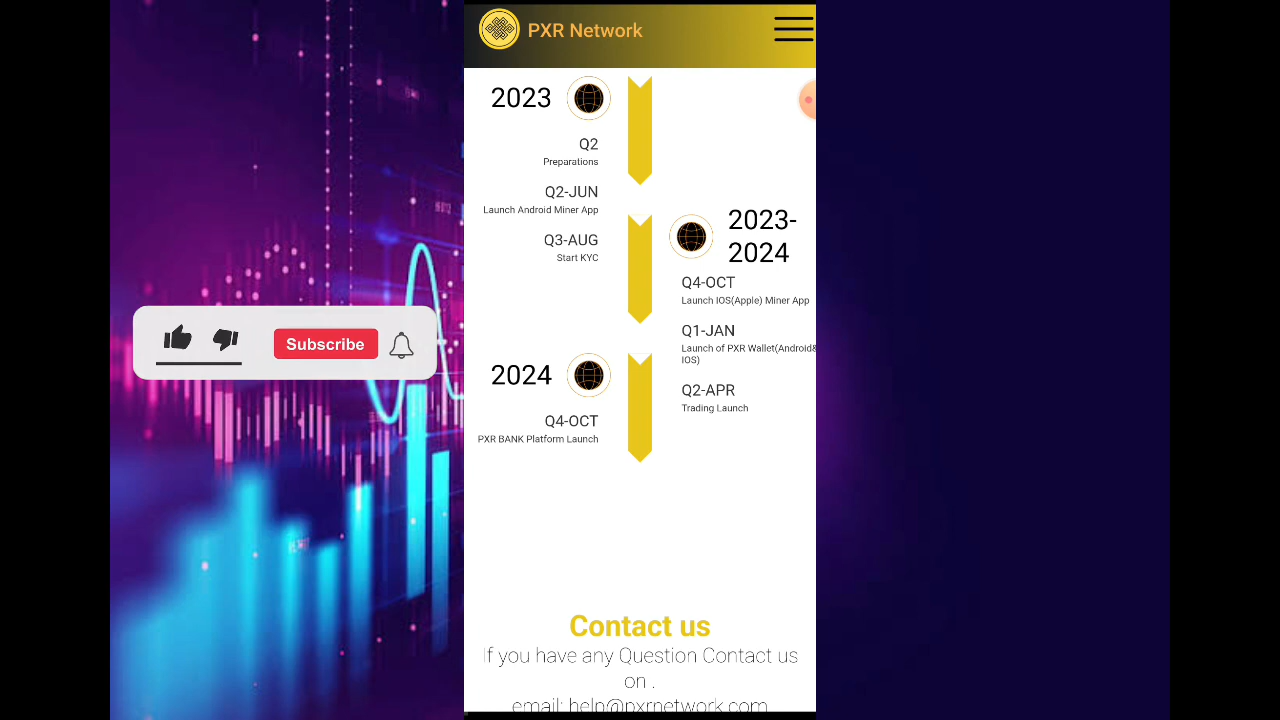 PXR Network
2023
Q2
Preparations
Q2-JUN
Launch Android Miner App
Q3-AUG
Start KYC
2023-
2024
Q4-OCT
Launch IOS(Apple) Miner App
Q1-JAN
Launch of PXR Wallet(Android&
IOS)
Q2-APR
Trading Launch
2024
Q4-OCT
PXR BANK Platform Launch
Subscribe
Contact us
If you have any Question Contact us
on .
email: help@pxrnetwork.com